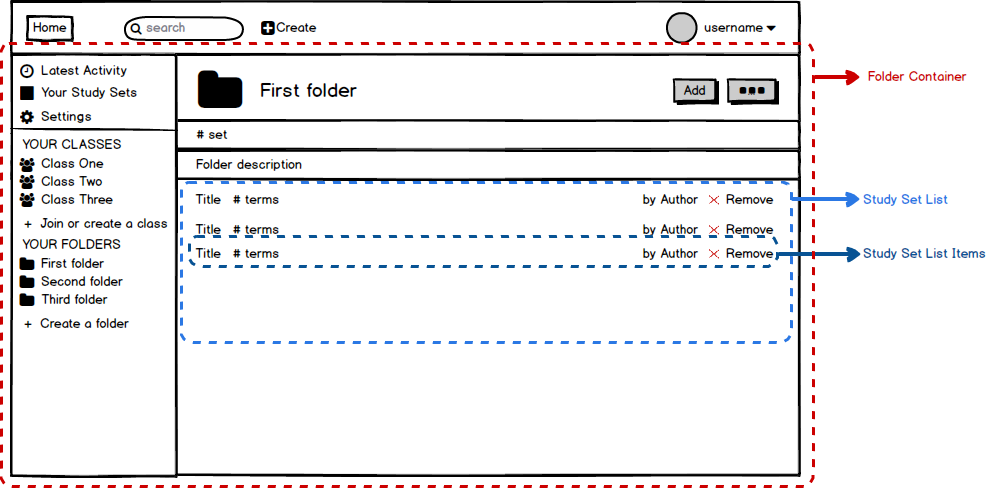 Home search Create username
Latest Activity
Your Study Sets
Settings
YOUR CLASSES
Class One
Class Two
Class Three
+ Join or create a class
YOUR FOLDERS
First folder
Second folder
Third folder
+ Create a folder
First folder Add
# set
Folder description
Title # terms by Author Remove
Title # terms by Author Remove
Title # terms by Author Remove
Folder Container
Study Set List
Study Set List Items